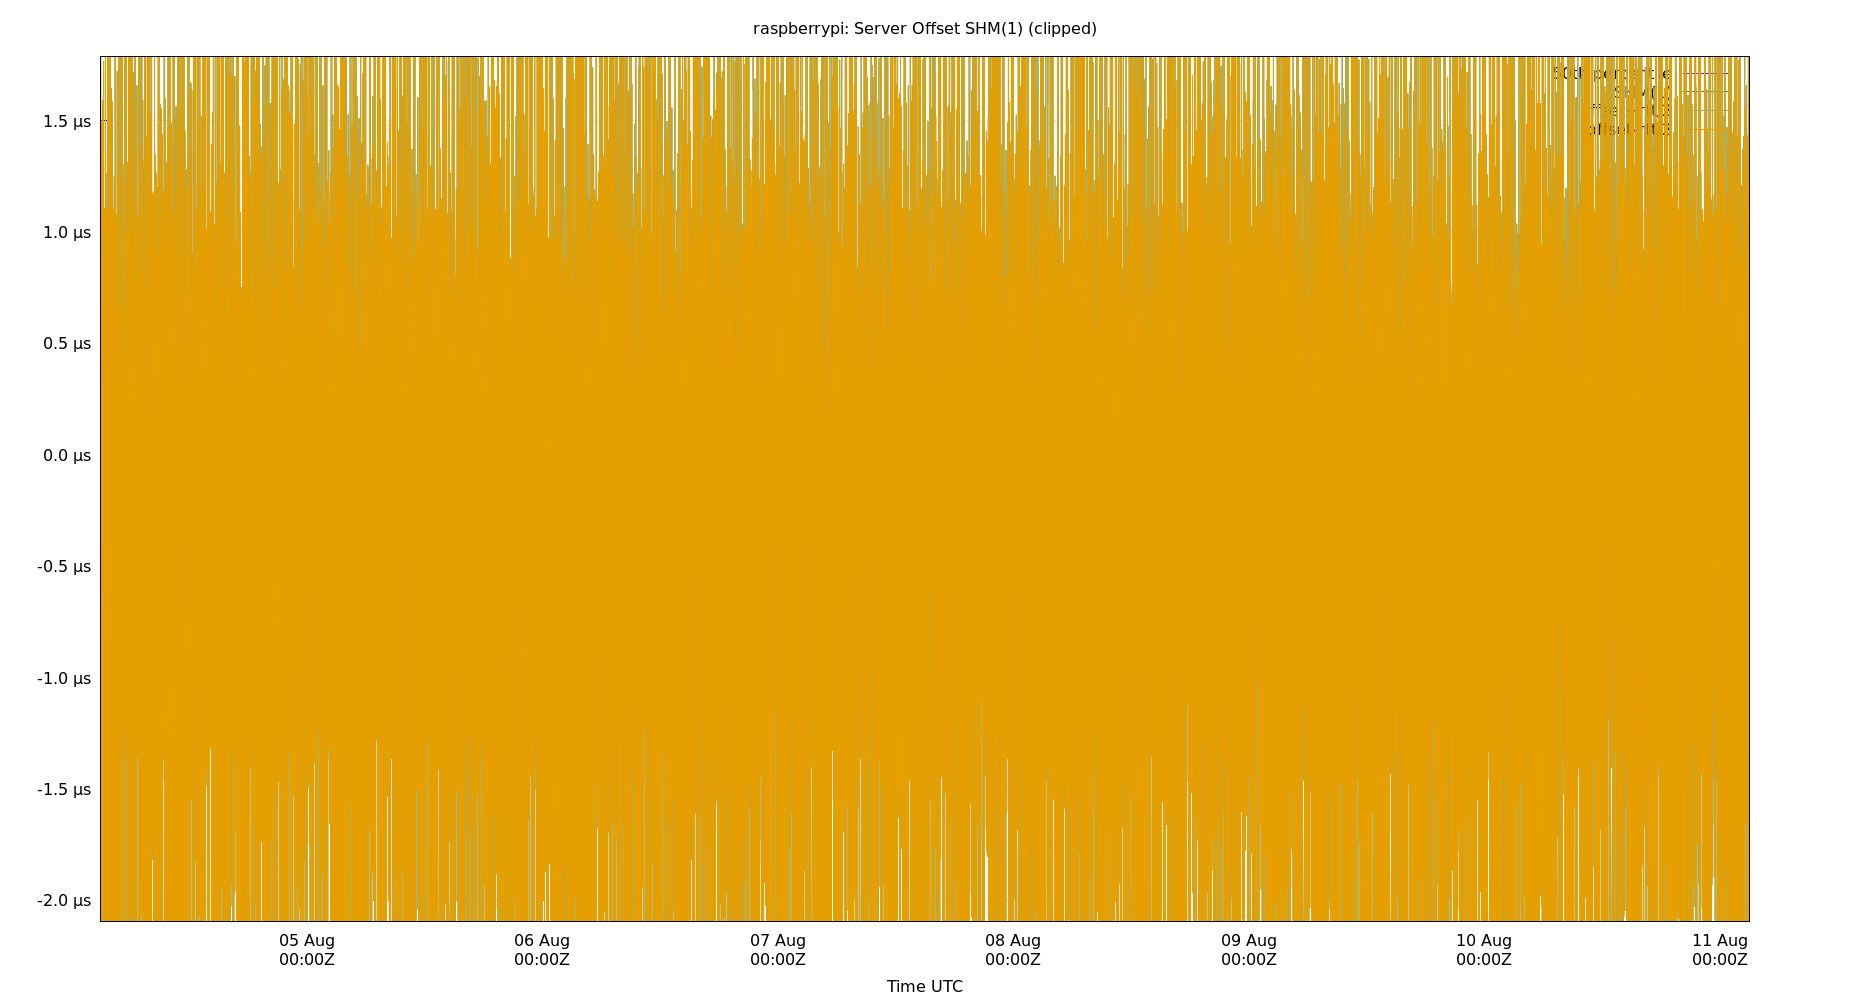 raspberrypi: Server Offset SHM(1) (clipped)
1.5 µs
1.0 µs
0.5 µs
0.0 µs
-0.5 µs
-1.0 µs
-1.5 µs
-2.0 µs
05 Aug 06 Aug 07 Aug 08 Aug 09 Aug 10 Aug 11 Aug
00:00Z 00:00Z 00:00Z 00:00Z 00:00Z 00:00Z 00:00Z
Time UTC